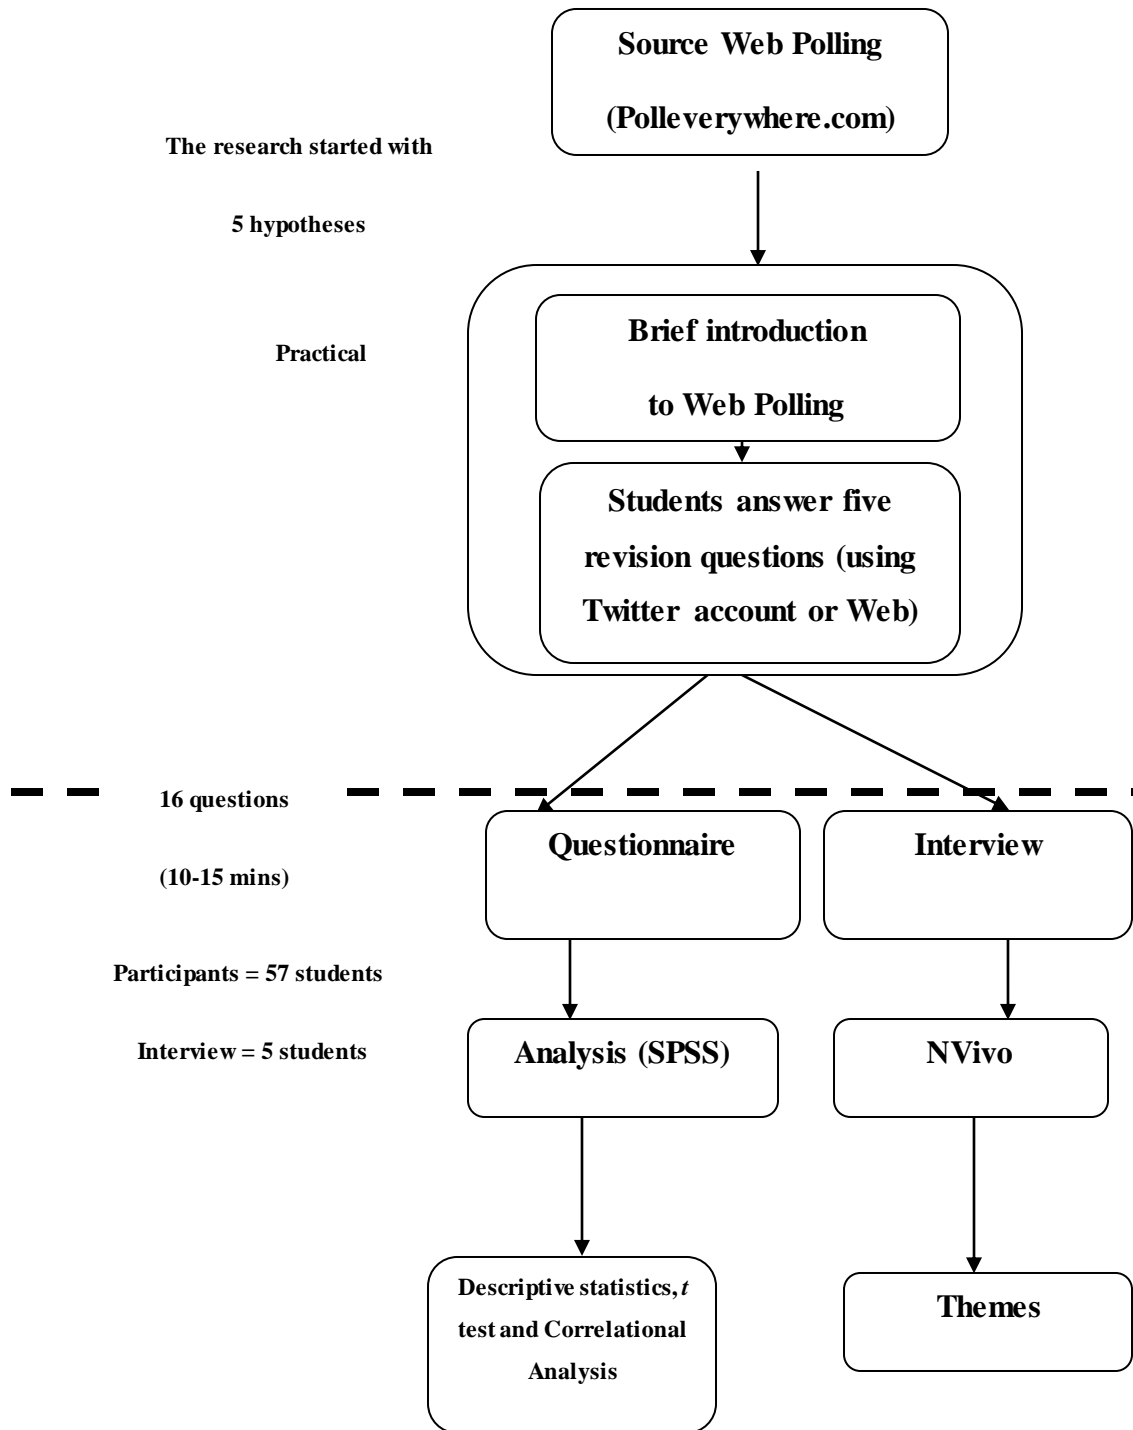 Source Web Polling
(Polleverywhere.com)
The research started with
5 hypotheses
Brief introduction
to Web Polling
Practical
Students answer five
revision questions (using
Twitter account or Web)
16 questions
(10-15 mins)
Questionnaire
Interview
Participants = 57 students
Interview = 5 students
Analysis (SPSS)
NVivo
Descriptive statistics, t
test and Correlational
Analysis
Themes